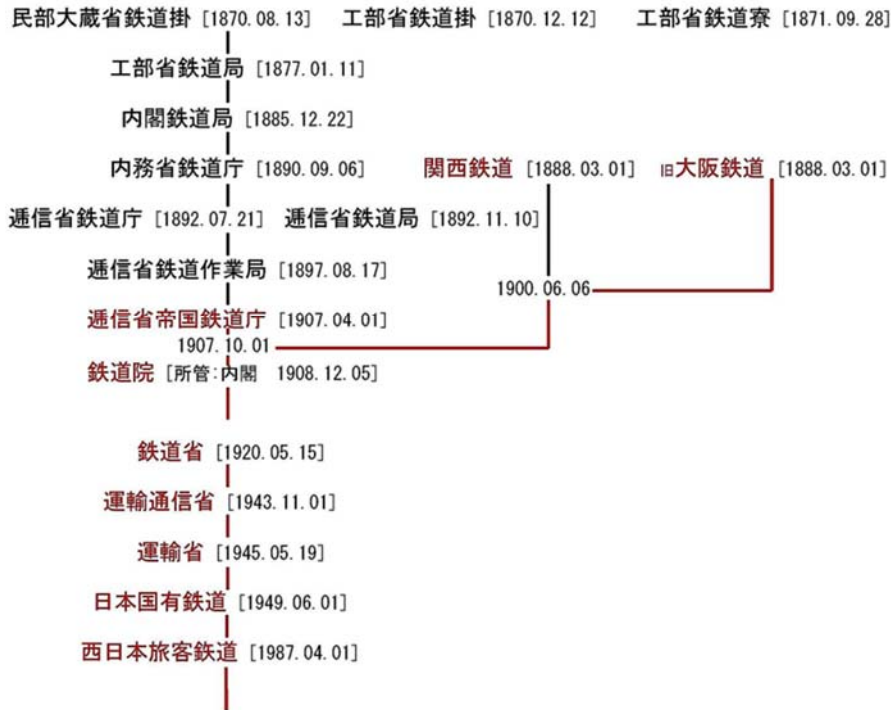 民部大蔵省鉄道掛 [1870.08.13] 工部省鉄道掛 [1870.12.12] 工部省鉄道寮 [1871.09.28]
工部省鉄道局 [1877.01.11]
内閣鉄道局 [1885.12.22]
内務省鉄道庁 [1890.09.06] 関西鉄道 [1888.03.01] 旧大阪鉄道 [1888.03.01]
逓信省鉄道庁 [1892.07.21] 逓信省鉄道局 [1892.11.10]
逓信省鉄道作業局 [1897.08.17]
1900.06.06
逓信省帝国鉄道庁 [1907.04.01]
1907.10.01
鉄道院 [所管:内閣 1908.12.05]
鉄道省 [1920.05.15]
運輸通信省 [1943.11.01]
運輸省 [1945.05.19]
日本国有鉄道 [1949.06.01]
西日本旅客鉄道 [1987.04.01]